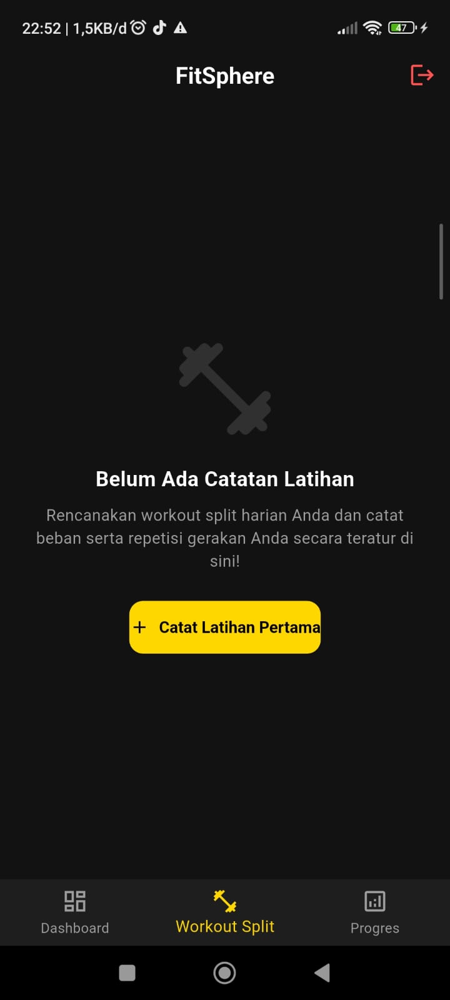 22:52 | 1,5KB/d
47
FitSphere
Belum Ada Catatan Latihan
Rencanakan workout split harian Anda dan catat
beban serta repetisi gerakan Anda secara teratur di
sini!
+ Catat Latihan Pertama
Dashboard
Workout Split
Progres